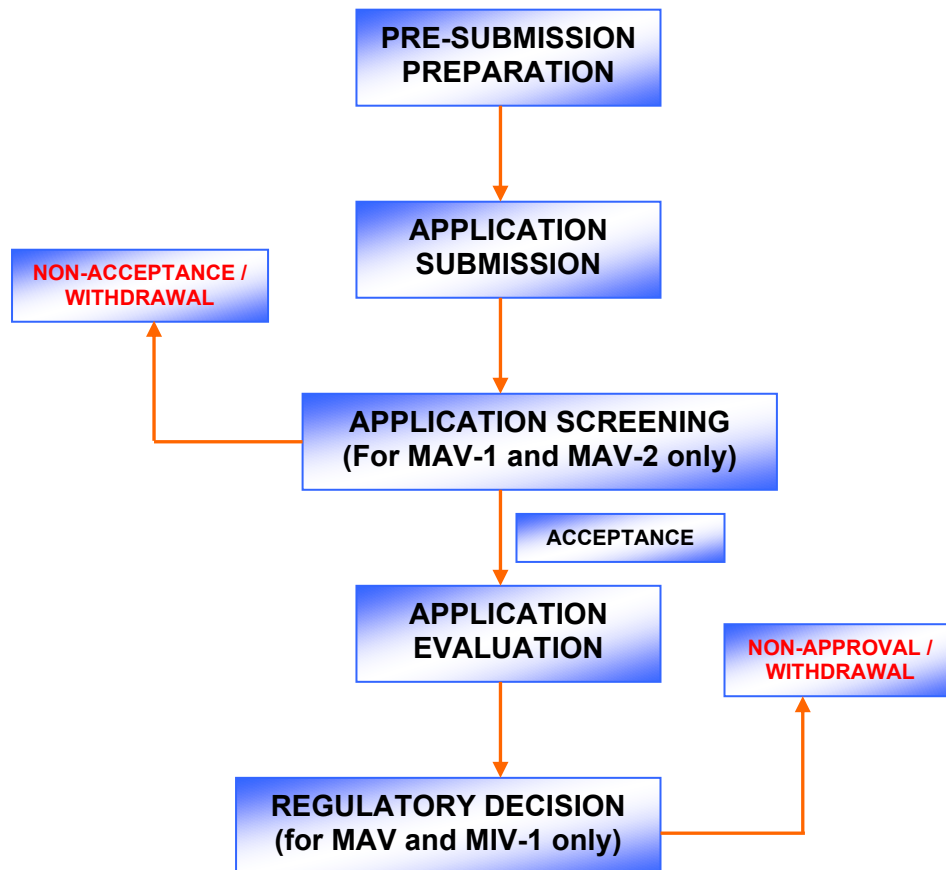 PRE-SUBMISSION
PREPARATION
APPLICATION
SUBMISSION
NON-ACCEPTANCE /
WITHDRAWAL
APPLICATION SCREENING
(For MAV-1 and MAV-2 only)
ACCEPTANCE
APPLICATION
EVALUATION
NON-APPROVAL /
WITHDRAWAL
REGULATORY DECISION
(for MAV and MIV-1 only)